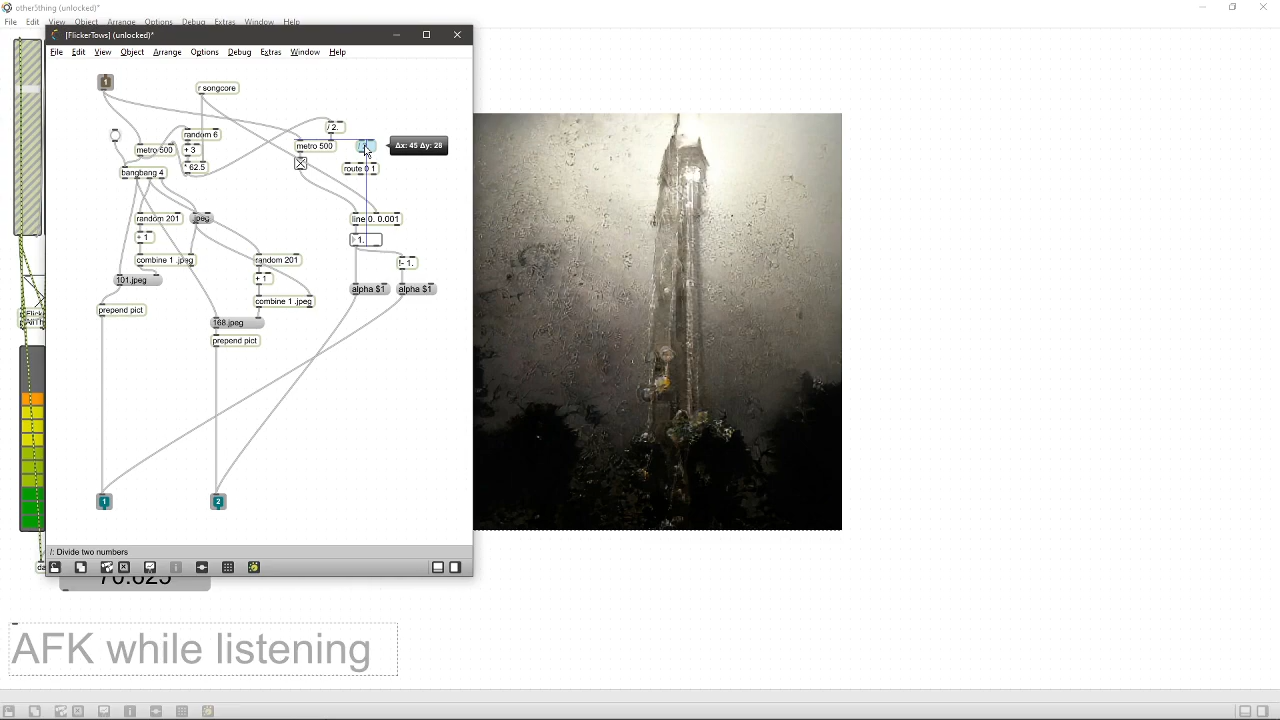 other5thing (unlocked)*
File Edit View Object Arrange Options Debug Extras Window Help
[FlickerTows] (unlocked)*
File Edit View Object Arrange Options Debug Extras Window Help
1
r songcore
/ 2.
random 6
metro 500
+ 3
metro 500
Δx: 45 Δy: 28
* 62.5
route 0 1
bangbang 4
random 201
.jpeg
line 0. 0.001
+ 1
1.
combine 1 .jpeg
random 201
!- 1.
101.jpeg
+ 1
alpha $1
alpha $1
combine 1 .jpeg
prepend pict
168.jpeg
prepend pict
1
2
/: Divide two numbers
70.625
AFK while listening